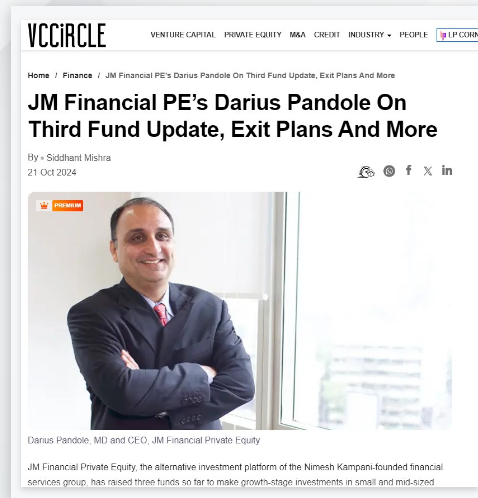 VCCiRCLE
VENTURE CAPITAL PRIVATE EQUITY M&A CREDIT INDUSTRY PEOPLE LP CORN
Home / Finance / JM Financial PE's Darius Pandole On Third Fund Update, Exit Plans And More
JM Financial PE’s Darius Pandole On
Third Fund Update, Exit Plans And More
By • Siddhant Mishra
21 Oct 2024
PREMIUM
Darius Pandole, MD and CEO, JM Financial Private Equity
JM Financial Private Equity, the alternative investment platform of the Nimesh Kampani-founded financial
services group, has raised three funds so far to make growth-stage investments in small and mid-sized